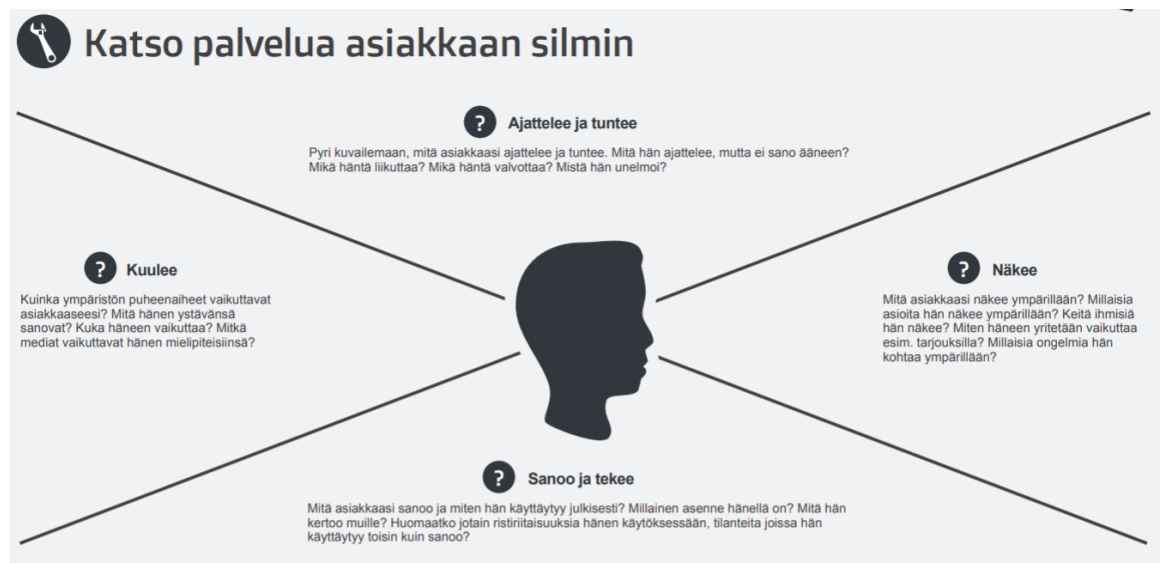 Katso palvelua asiakkaan silmin
? Ajattelee ja tuntee
Pyri kuvailemaan, mitä asiakkaasi ajattelee ja tuntee. Mitä hän ajattelee, mutta ei sano ääneen?
Mikä häntä liikuttaa? Mikä häntä valvottaa? Mistä hän unelmoi?
? Kuulee
Kuinka ympäristön puheenaiheet vaikuttavat
asiakkaaseesi? Mitä hänen ystävänsä
sanovat? Kuka häneen vaikuttaa? Mitkä
mediat vaikuttavat hänen mielipiteisiinsä?
? Näkee
Mitä asiakkaasi näkee ympärillään? Millaisia
asioita hän näkee ympärillään? Keitä ihmisiä
hän näkee? Miten häneen yritetään vaikuttaa
esim. tarjouksilla? Millaisia ongelmia hän
kohtaa ympärillään?
? Sanoo ja tekee
Mitä asiakkaasi sanoo ja miten hän käyttäytyy julkisesti? Millainen asenne hänellä on? Mitä hän
kertoo muille? Huomaatko jotain ristiriitaisuuksia hänen käytöksessään, tilanteita joissa hän
käyttäytyy toisin kuin sanoo?